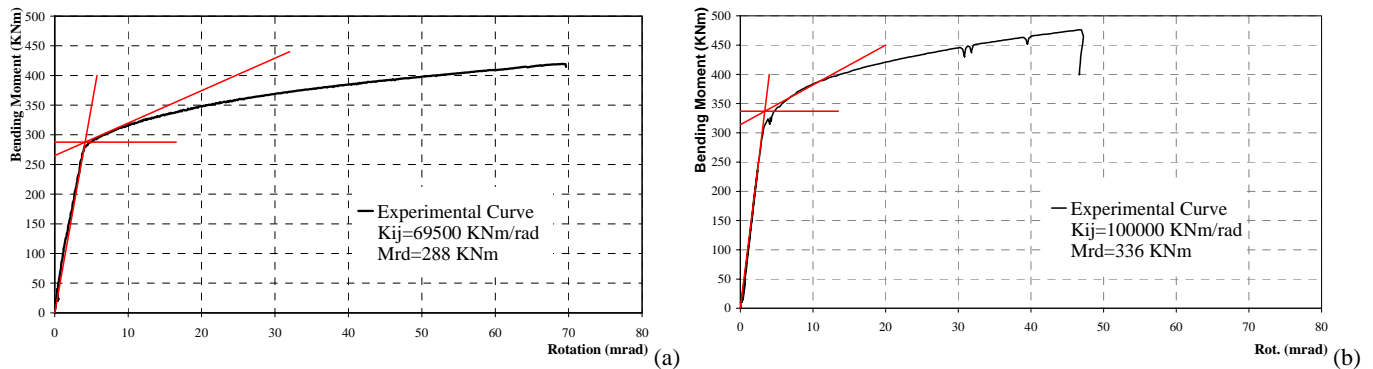 Bending Moment (KNm)
500
450
400
350
300
250
200
150
100
50
0
0 10 20 30 40 50 60 70 80
Rotation (mrad)
Experimental Curve
Kij=69500 KNm/rad
Mrd=288 KNm
(a)
Bending Moment (KNm)
500
450
400
350
300
250
200
150
100
50
0
0 10 20 30 40 50 60 70 80
Rot. (mrad)
Experimental Curve
Kij=100000 KNm/rad
Mrd=336 KNm
(b)